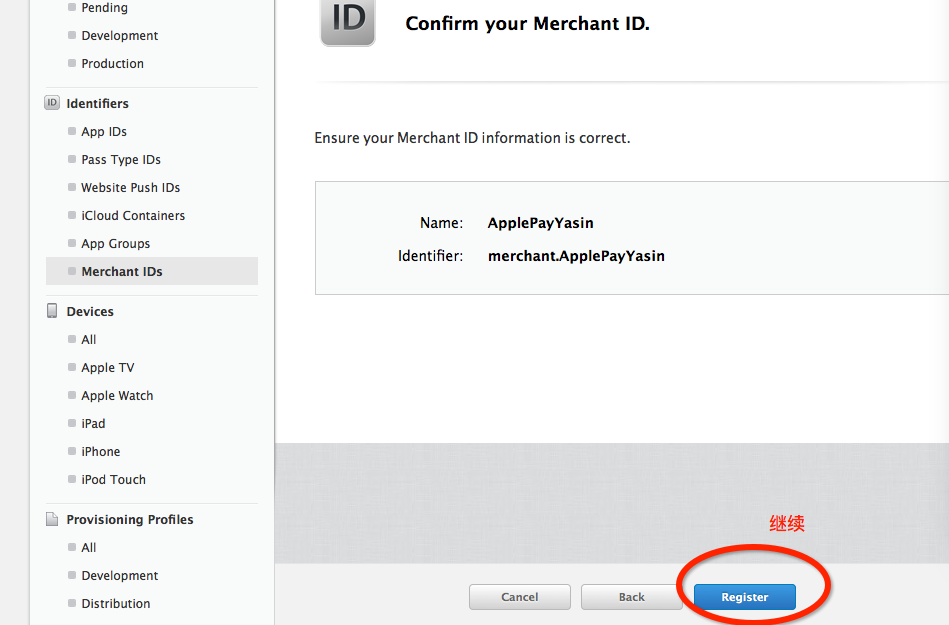 Pending
Development
Production
ID Identifiers
App IDs
Pass Type IDs
Website Push IDs
iCloud Containers
App Groups
Merchant IDs
Devices
All
Apple TV
Apple Watch
iPad
iPhone
iPod Touch
Provisioning Profiles
All
Development
Distribution
ID
Confirm your Merchant ID.
Ensure your Merchant ID information is correct.
Name: ApplePayYasin
Identifier: merchant.ApplePayYasin
继续
Cancel Back Register